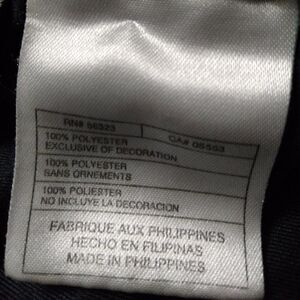 RN# 56323 CA# 05553
100% POLYESTER
EXCLUSIVE OF DECORATION
100% POLYESTER
SANS ORNEMENTS
100% POLIESTER
NO INCLUYE LA DECORACION
FABRIQUE AUX PHILIPPINES
HECHO EN FILIPINAS
MADE IN PHILIPPINES